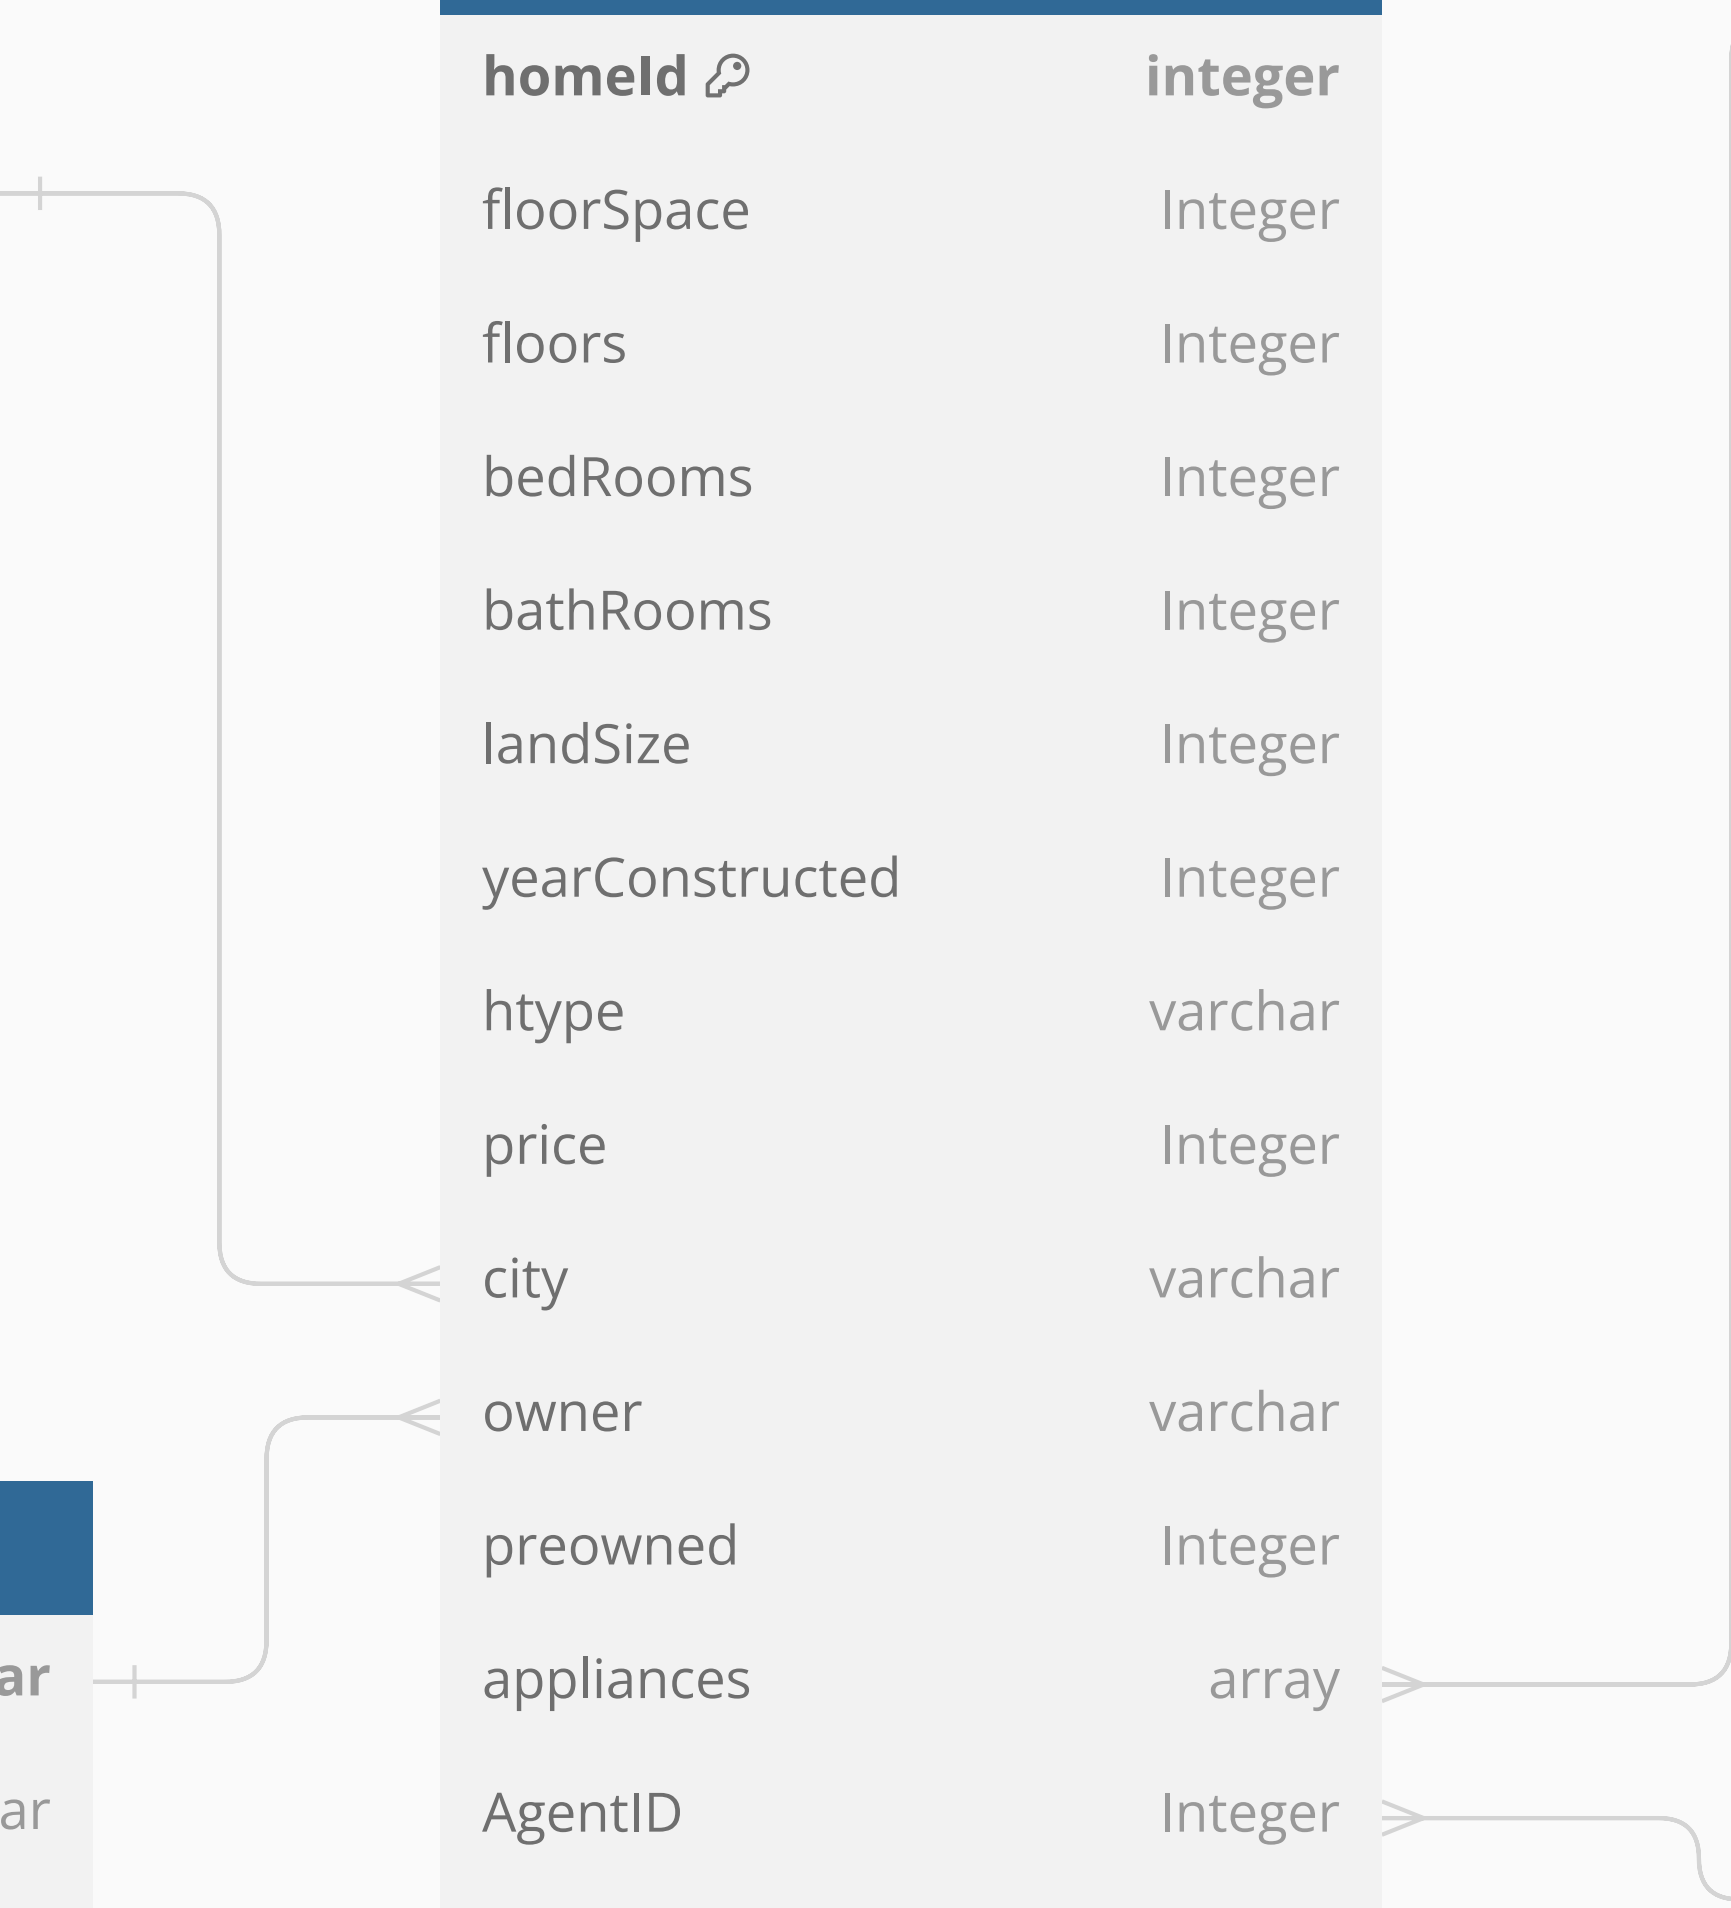 homeId integer
floorSpace Integer
floors Integer
bedRooms Integer
bathRooms Integer
landSize Integer
yearConstructed Integer
htype varchar
price Integer
city varchar
owner varchar
preowned Integer
appliances array
AgentID Integer
ar
ar